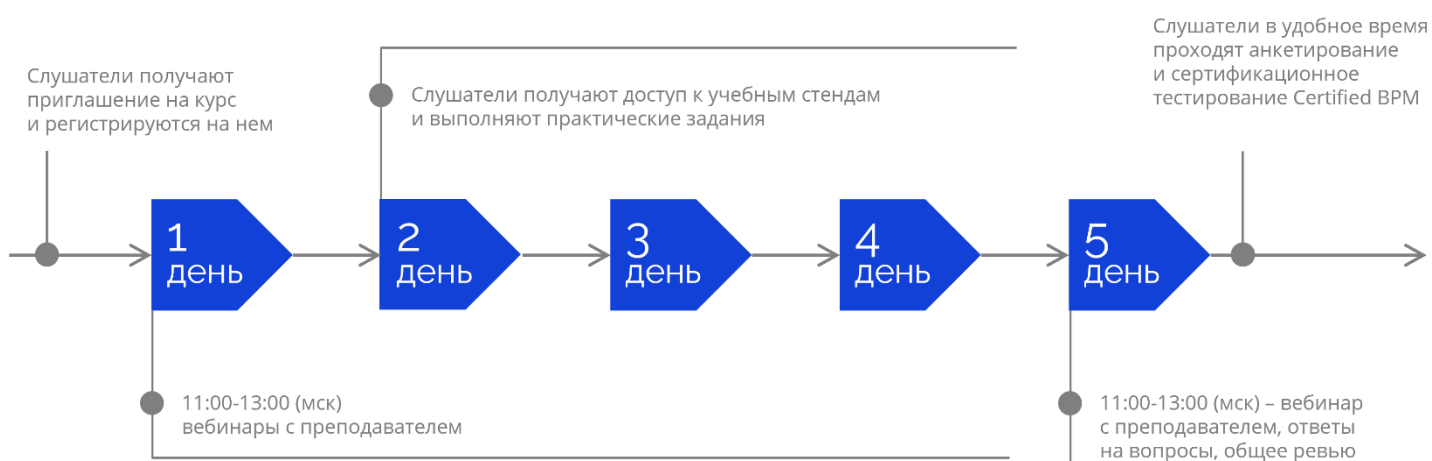 Слушатели получают
приглашение на курс
и регистрируются на нем
Слушатели получают доступ к учебным стендам
и выполняют практические задания
Слушатели в удобное время
проходят анкетирование
и сертификационное
тестирование Certified BPM
1
день
2
день
3
день
4
день
5
день
11:00-13:00 (мск)
вебинары с преподавателем
11:00-13:00 (мск) – вебинар
с преподавателем, ответы
на вопросы, общее ревью